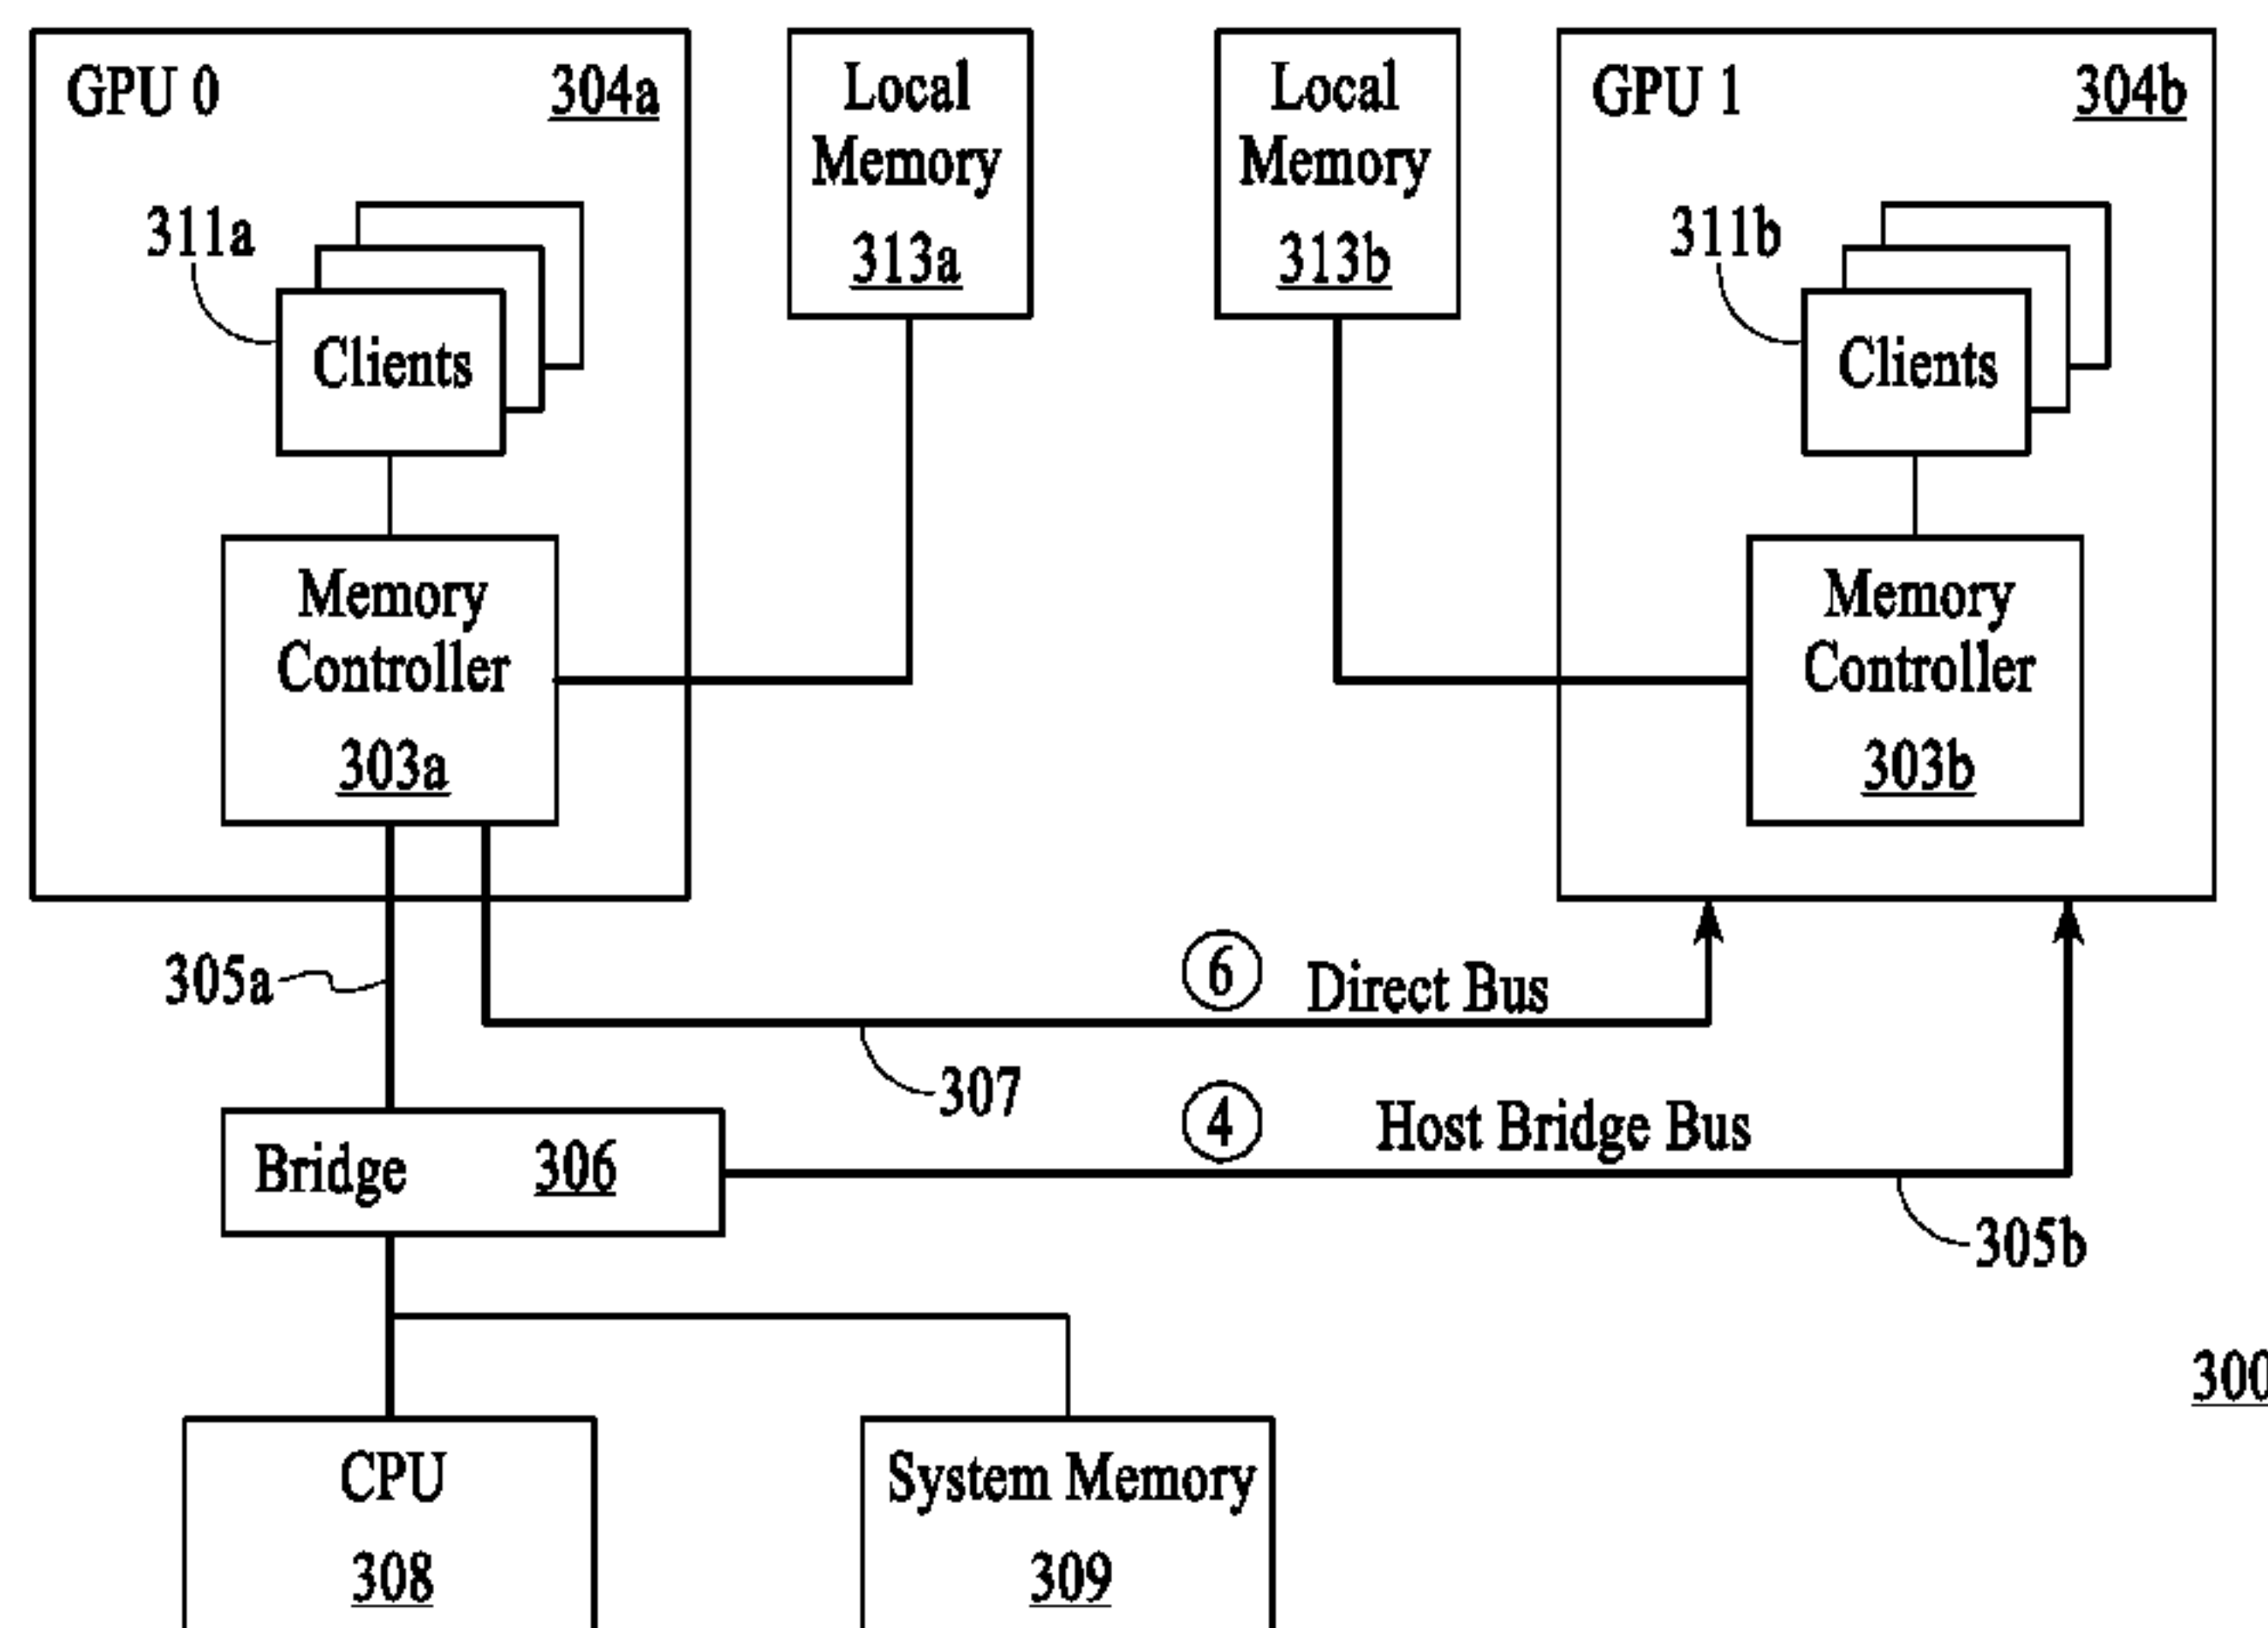 GPU 0
304a
Local
Memory
313a
Local
Memory
313b
GPU 1
304b
311a
Clients
311b
Clients
Memory
Controller
303a
Memory
Controller
303b
305a
6
Direct Bus
307
4
Host Bridge Bus
Bridge
306
305b
300
CPU
308
System Memory
309